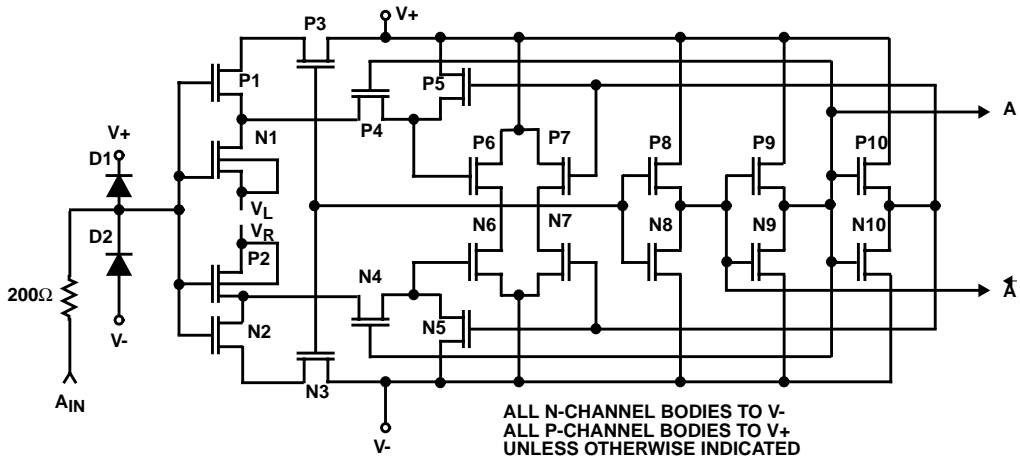 P3
V+
P1
P5
A
P4
N1
P6
P7
P8
P9
P10
V+
D1
VL
VR
N6
N7
N8
N9
N10
D2
P2
N4
200Ω
N2
N5
A
V-
AIN
N3
V-
ALL N-CHANNEL BODIES TO V-
ALL P-CHANNEL BODIES TO V+
UNLESS OTHERWISE INDICATED